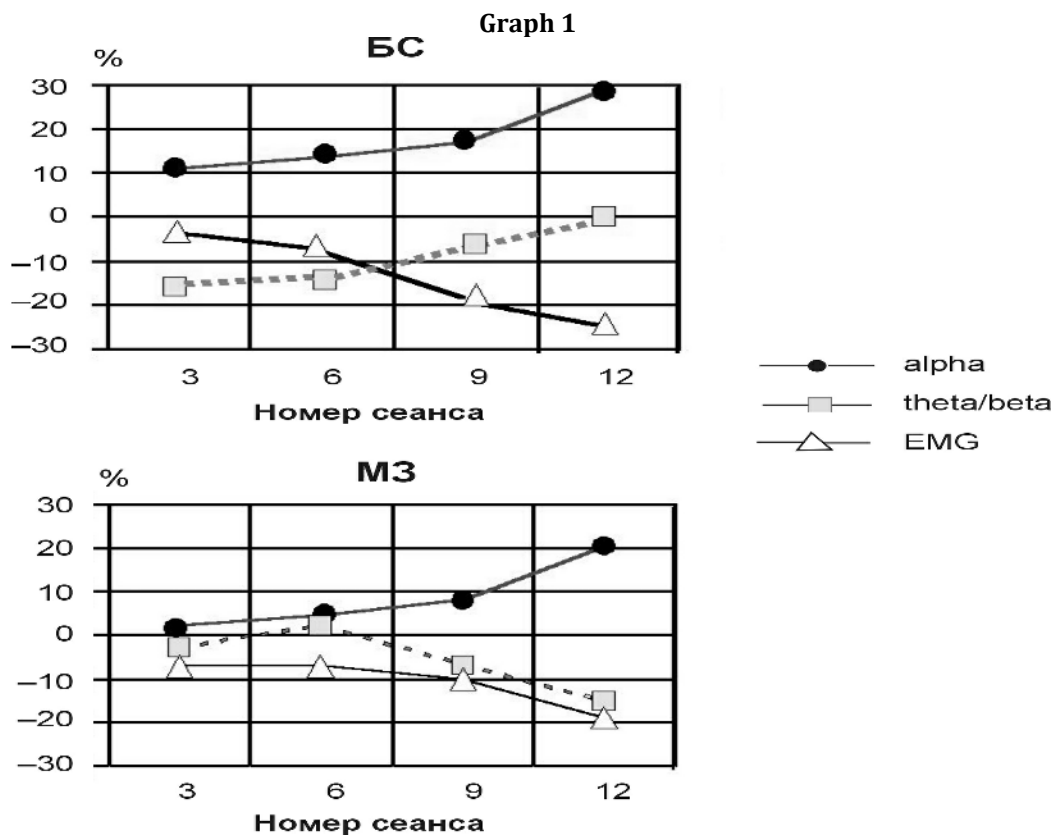 Graph 1
БС
%
30
20
10
0
–10
–20
–30
3 6 9 12
Номер сеанса
alpha
theta/beta
EMG
МЗ
%
30
20
10
0
–10
–20
–30
3 6 9 12
Номер сеанса